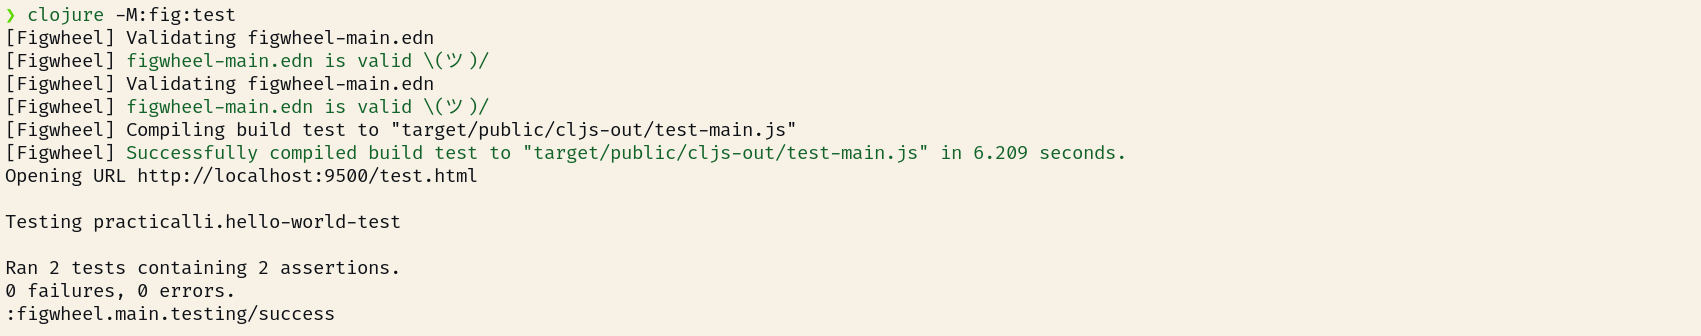 ❯ clojure -M:fig:test
[Figwheel] Validating figwheel-main.edn
[Figwheel] figwheel-main.edn is valid \(ツ)/
[Figwheel] Validating figwheel-main.edn
[Figwheel] figwheel-main.edn is valid \(ツ)/
[Figwheel] Compiling build test to "target/public/cljs-out/test-main.js"
[Figwheel] Successfully compiled build test to "target/public/cljs-out/test-main.js" in 6.209 seconds.
Opening URL http://localhost:9500/test.html
Testing practicalli.hello-world-test
Ran 2 tests containing 2 assertions.
0 failures, 0 errors.
:figwheel.main.testing/success